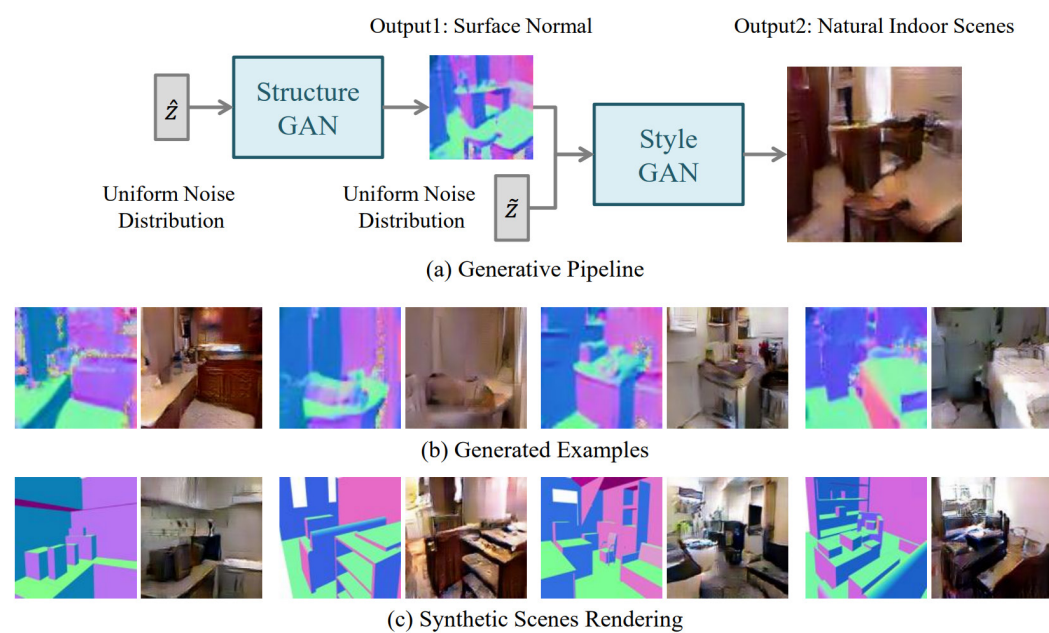 Output1: Surface Normal
Output2: Natural Indoor Scenes
ẑ
Structure
GAN
Style
GAN
Uniform Noise
Distribution
Uniform Noise
Distribution
z̃
(a) Generative Pipeline
(b) Generated Examples
(c) Synthetic Scenes Rendering